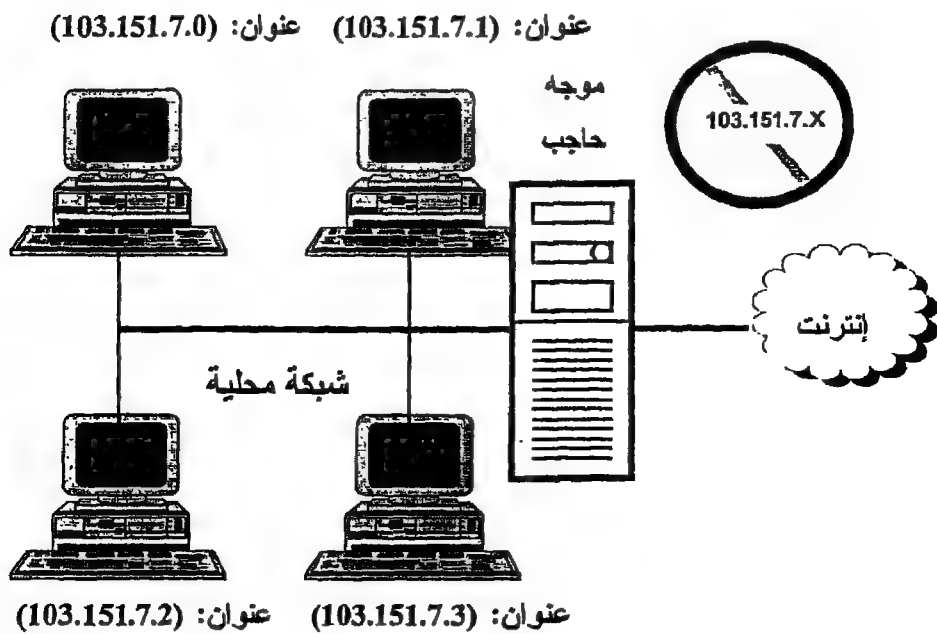 عنوان: (103.151.7.1)
عنوان: (103.151.7.0)
موجه
حاجب
103.151.7.X
إنترنت
شبكة محلية
عنوان: (103.151.7.3)
عنوان: (103.151.7.2)